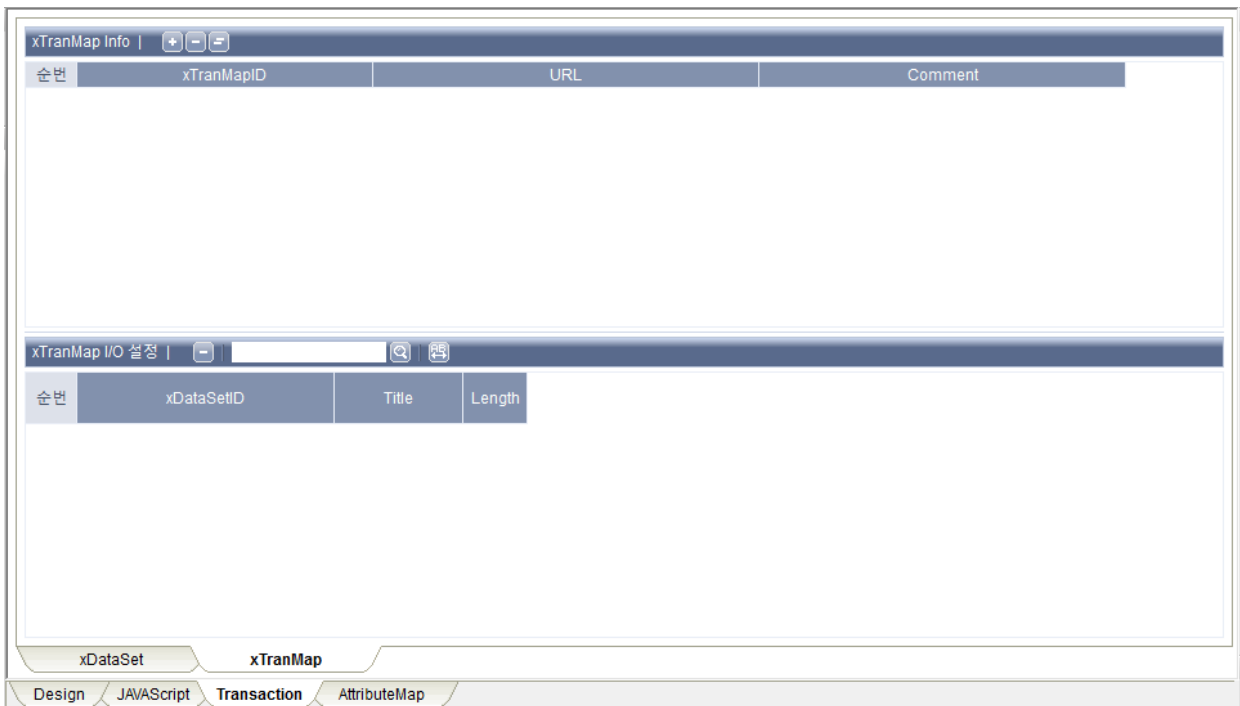 xTranMap Info |
순번 xTranMapID URL Comment
xTranMap I/O 설정 |
순번 xDataSetID Title Length
xDataSet xTranMap
Design JAVAScript Transaction AttributeMap